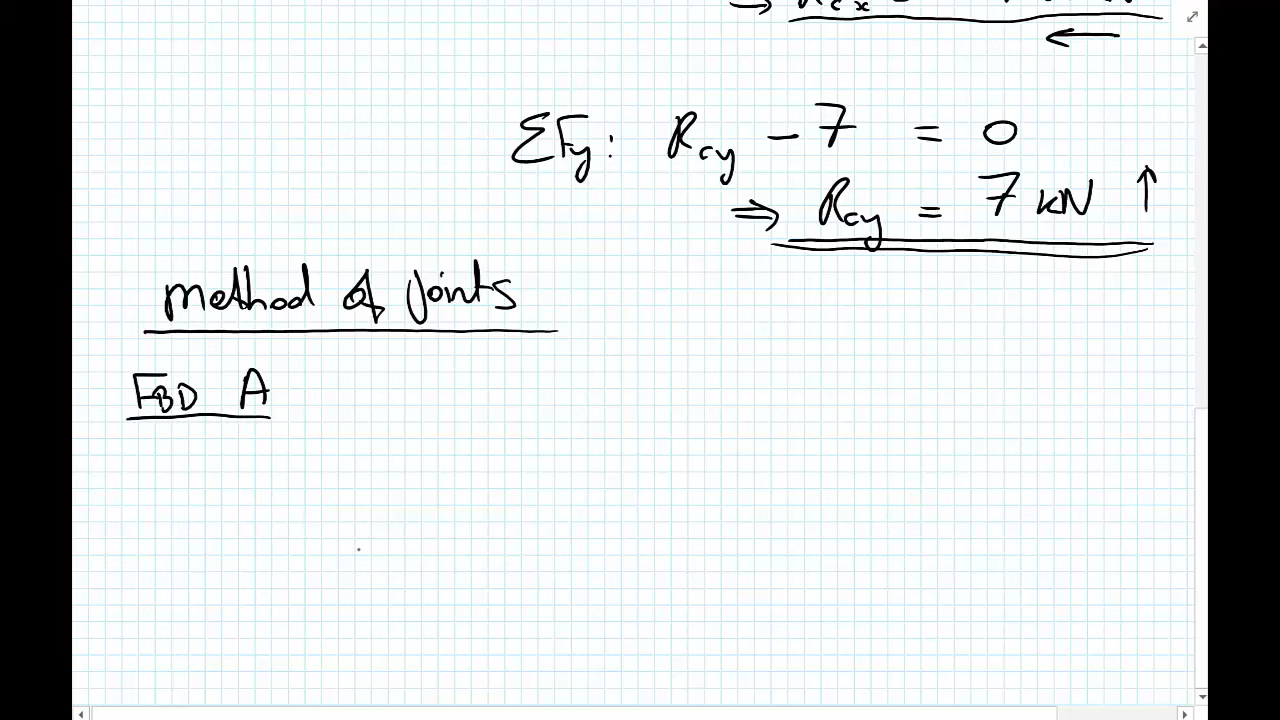 ΣFy: Rcy - 7 = 0
⇒ Rcy = 7 kN ↑
Method of joints
FBD A